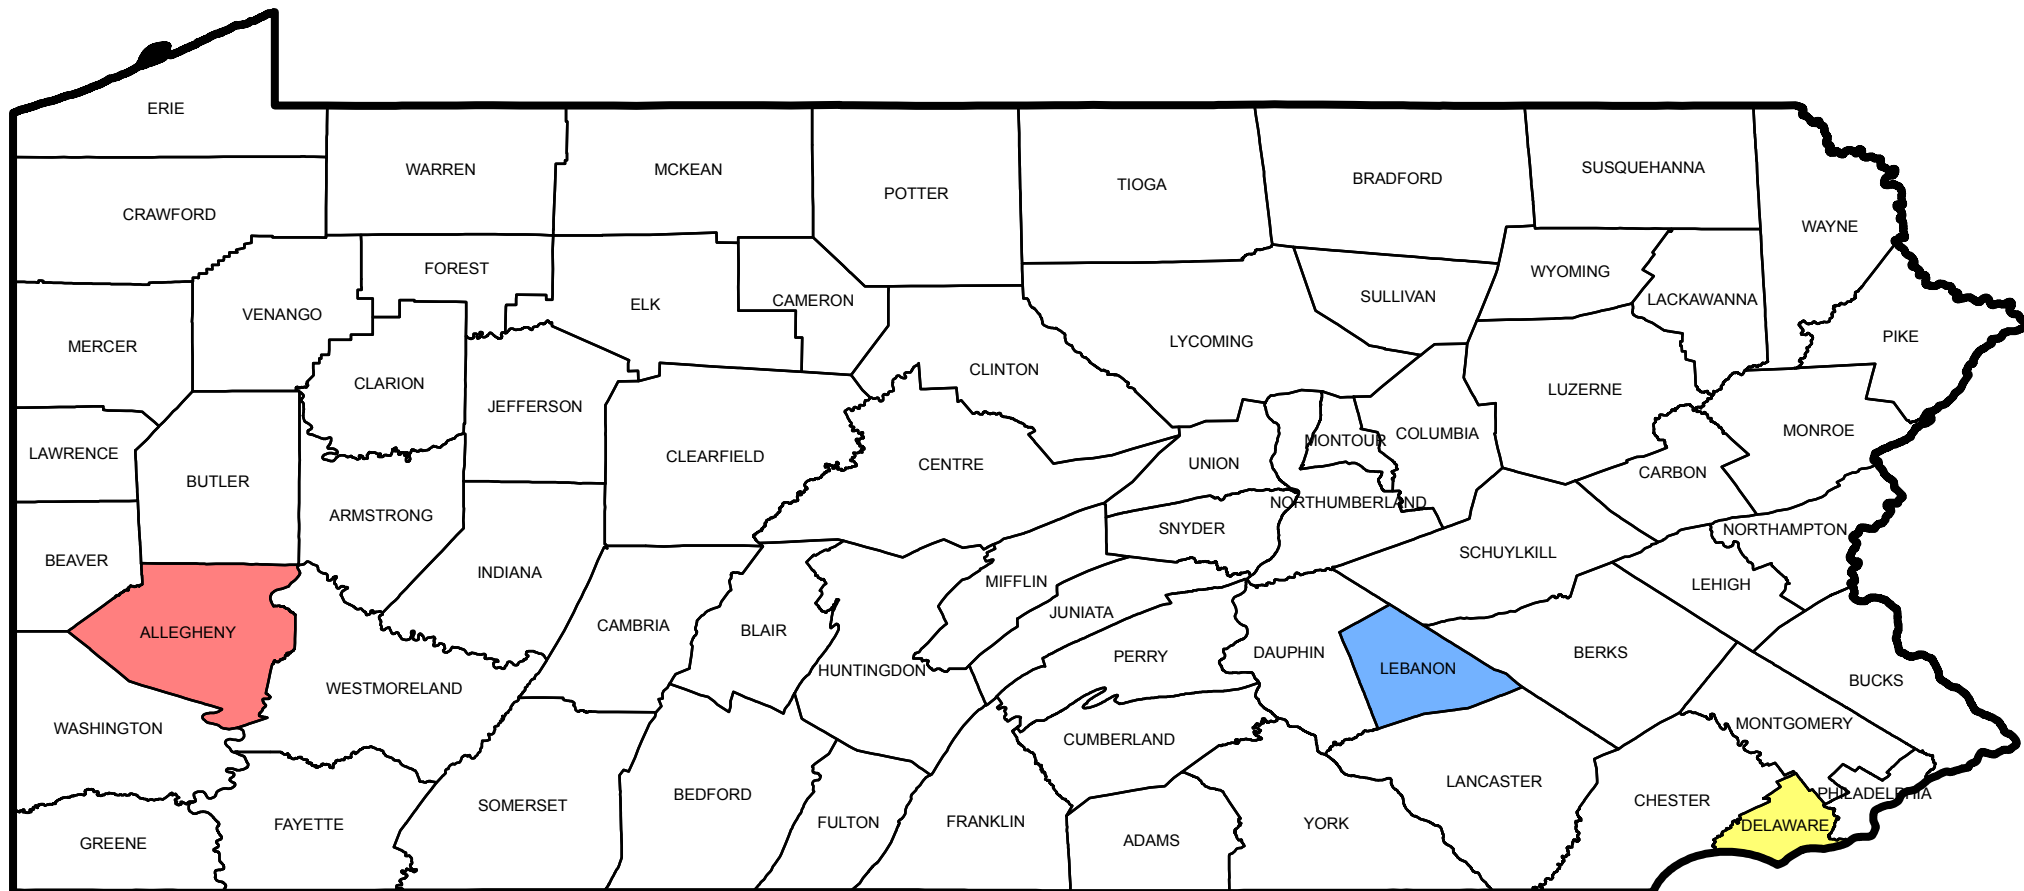 ERIE
WARREN
MCKEAN
POTTER
TIOGA
BRADFORD
SUSQUEHANNA
CRAWFORD
WAYNE
FOREST
WYOMING
VENANGO
ELK
CAMERON
SULLIVAN
LACKAWANNA
MERCER
LYCOMING
PIKE
CLARION
CLINTON
JEFFERSON
LUZERNE
LAWRENCE
BUTLER
CLEARFIELD
CENTRE
UNION
MONTOUR
COLUMBIA
MONROE
CARBON
ARMSTRONG
NORTHUMBERLAND
SNYDER
NORTHAMPTON
BEAVER
INDIANA
MIFFLIN
SCHUYLKILL
LEHIGH
ALLEGHENY
CAMBRIA
BLAIR
JUNIATA
HUNTINGDON
PERRY
DAUPHIN
LEBANON
BERKS
BUCKS
WESTMORELAND
WASHINGTON
CUMBERLAND
MONTGOMERY
SOMERSET
BEDFORD
LANCASTER
CHESTER
PHILADELPHIA
GREENE
FAYETTE
FULTON
FRANKLIN
ADAMS
YORK
DELAWARE